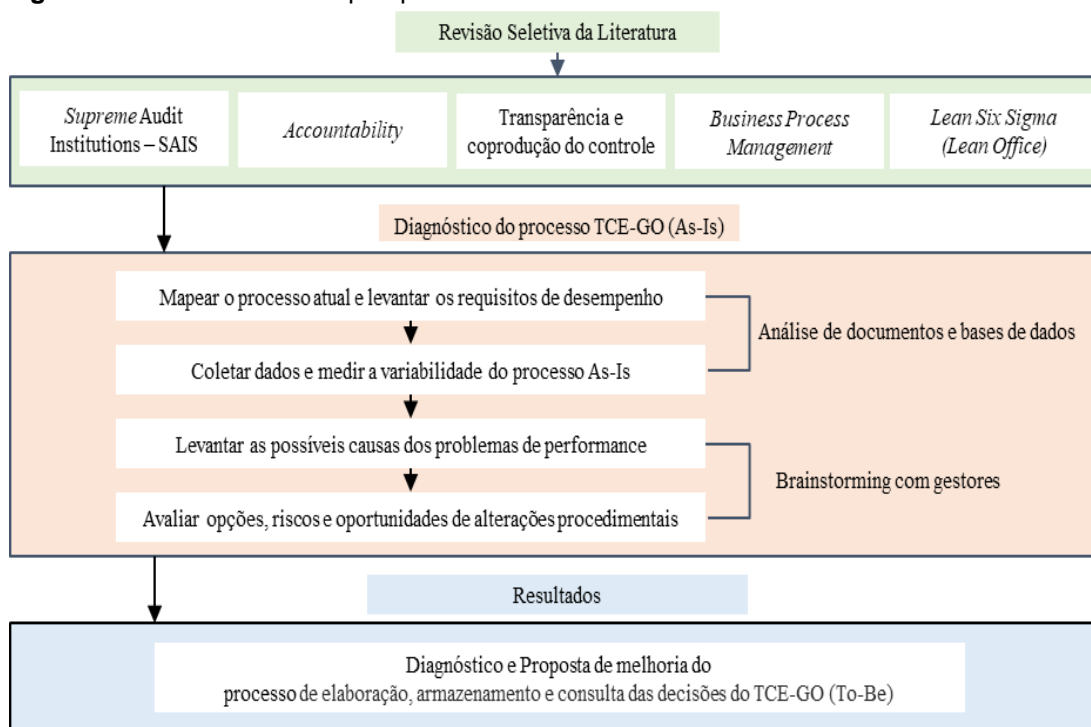 Revisão Seletiva da Literatura
Supreme Audit
Institutions – SAIS
Accountability
Transparência e
coprodução do controle
Business Process
Management
Lean Six Sigma
(Lean Office)
Diagnóstico do processo TCE-GO (As-Is)
Mapear o processo atual e levantar os requisitos de desempenho
Análise de documentos e bases de dados
Coletar dados e medir a variabilidade do processo As-Is
Levantar as possíveis causas dos problemas de performance
Brainstorming com gestores
Avaliar opções, riscos e oportunidades de alterações procedimentais
Resultados
Diagnóstico e Proposta de melhoria do
processo de elaboração, armazenamento e consulta das decisões do TCE-GO (To-Be)